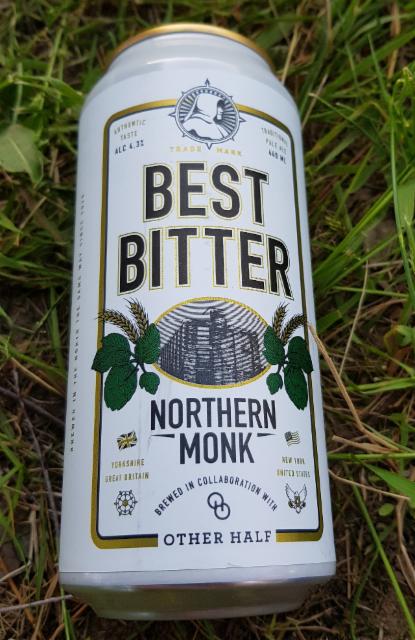 AUTHENTIC
TASTE
ALC 4.3%
TRADE MARK
TRADITIONAL
PALE ALE
440 ML
BEST
BITTER
NORTHERN
MONK
YORKSHIRE
GREAT BRITAIN
NEW YORK
UNITED STATES
BREWED IN COLLABORATION WITH
OTHER HALF